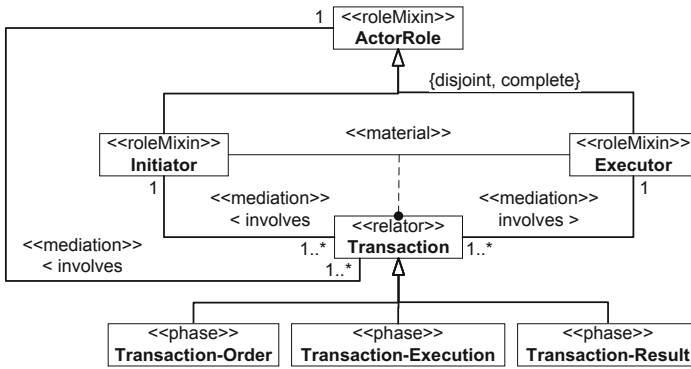 1
<<roleMixin>>
ActorRole
{disjoint, complete}
<<roleMixin>>
Initiator
<<material>>
<<roleMixin>>
Executor
1
1
<<mediation>>
< involves
<<mediation>>
involves >
<<relator>>
Transaction
1..*
1..*
<<mediation>>
< involves
1..*
<<phase>>
Transaction-Order
<<phase>>
Transaction-Execution
<<phase>>
Transaction-Result